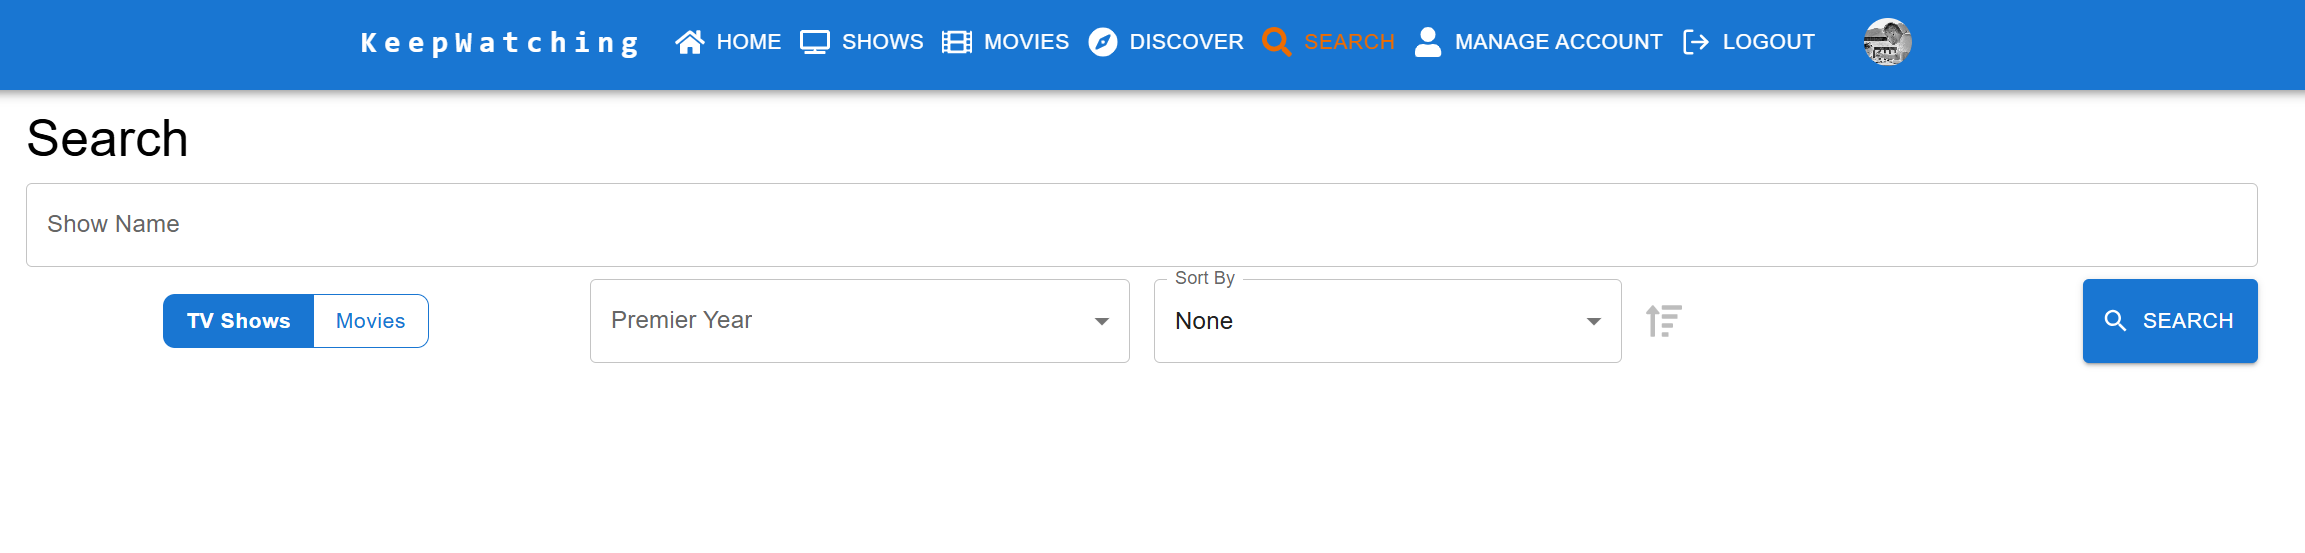 KeepWatching HOME SHOWS MOVIES DISCOVER SEARCH MANAGE ACCOUNT LOGOUT
Search
Show Name
TV Shows Movies Premier Year Sort By None SEARCH